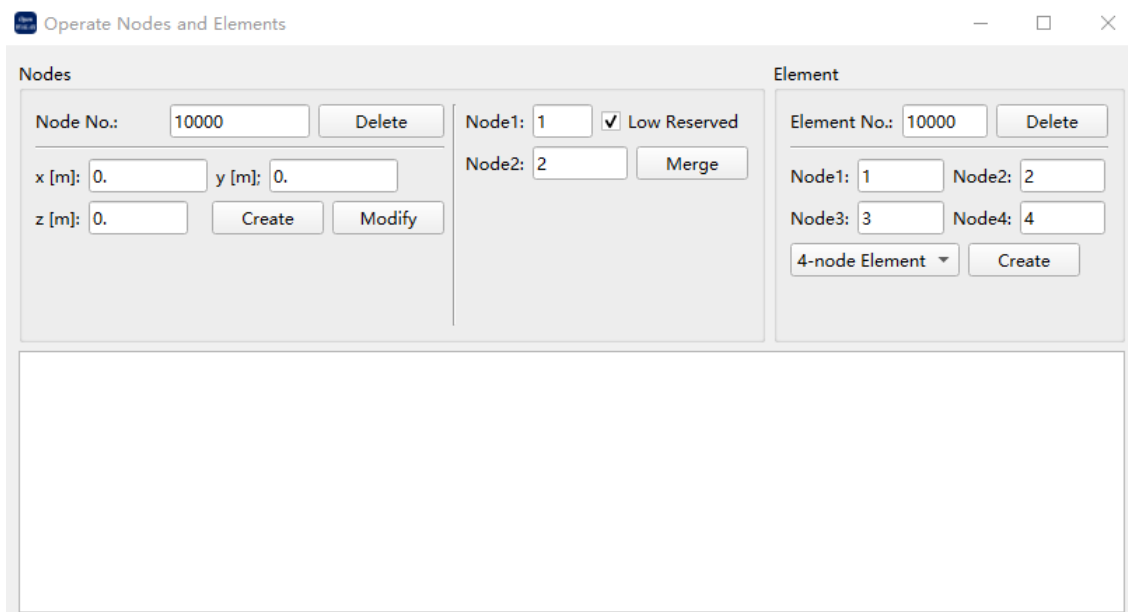 Operate Nodes and Elements
Nodes
Node No.: 10000 Delete
x [m]: 0. y [m]; 0.
z [m]: 0. Create Modify
Node1: 1 Low Reserved
Node2: 2 Merge
Element
Element No.: 10000 Delete
Node1: 1 Node2: 2
Node3: 3 Node4: 4
4-node Element Create